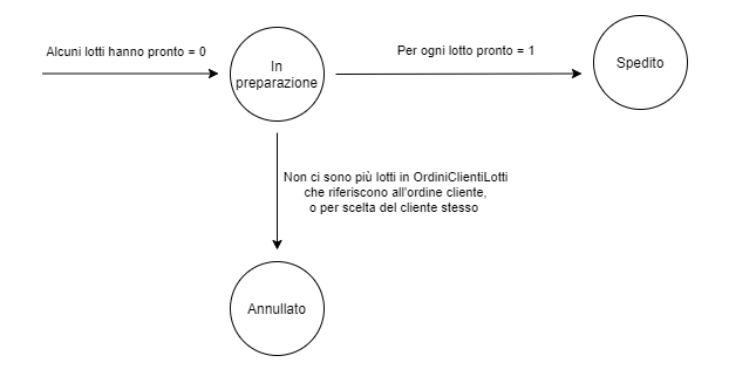 Alcuni lotti hanno pronto = 0
In
preparazione
Per ogni lotto pronto = 1
Spedito
Non ci sono più lotti in OrdiniClientiLotti
che riferiscono all'ordine cliente,
o per scelta del cliente stesso
Annullato